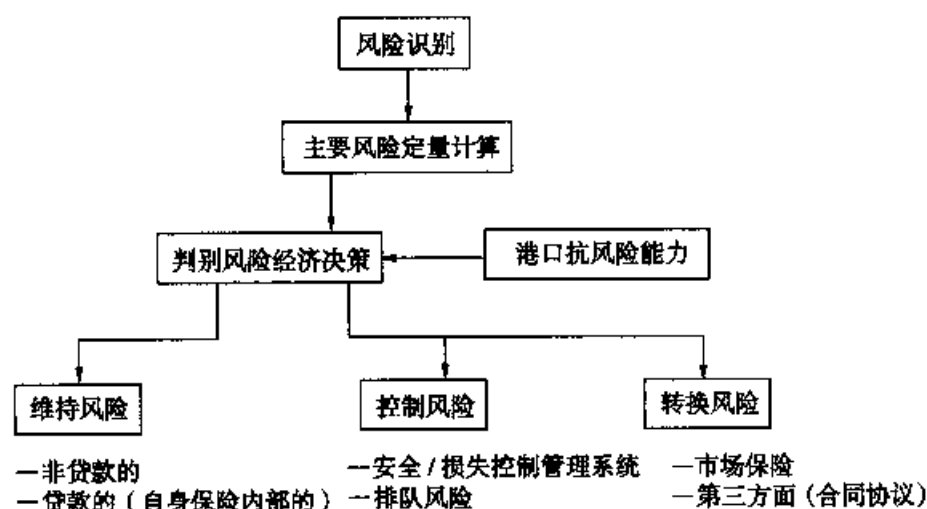 风险识别
主要风险定量计算
判别风险经济决策
港口抗风险能力
维持风险
控制风险
转换风险
—非贷款的
—贷款的（自身保险内部的）
—安全/损失控制管理系统
—排队风险
—市场保险
—第三方面（合同协议）